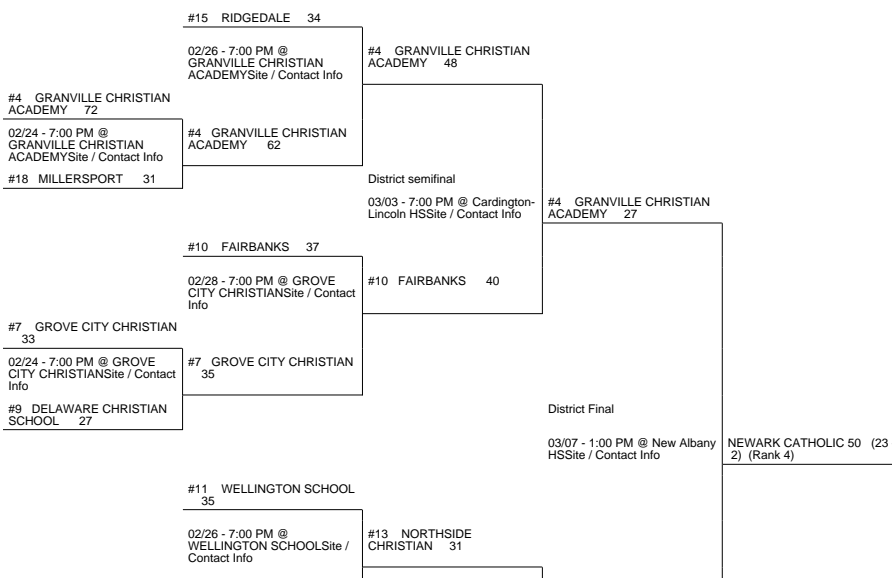 #15 RIDGEDALE 34
02/26 - 7:00 PM @
GRANVILLE CHRISTIAN
ACADEMYSite / Contact Info
#4 GRANVILLE CHRISTIAN
ACADEMY 48
#4 GRANVILLE CHRISTIAN
ACADEMY 72
02/24 - 7:00 PM @
GRANVILLE CHRISTIAN
ACADEMYSite / Contact Info
#4 GRANVILLE CHRISTIAN
ACADEMY 62
#18 MILLERSPORT 31
District semifinal
03/03 - 7:00 PM @ Cardington-
Lincoln HSSite / Contact Info
#4 GRANVILLE CHRISTIAN
ACADEMY 27
#10 FAIRBANKS 37
02/28 - 7:00 PM @ GROVE
CITY CHRISTIANSite / Contact
Info
#10 FAIRBANKS 40
#7 GROVE CITY CHRISTIAN
33
02/24 - 7:00 PM @ GROVE
CITY CHRISTIANSite / Contact
Info
#7 GROVE CITY CHRISTIAN
35
#9 DELAWARE CHRISTIAN
SCHOOL 27
District Final
03/07 - 1:00 PM @ New Albany
HSSite / Contact Info
NEWARK CATHOLIC 50 (23
2) (Rank 4)
#11 WELLINGTON SCHOOL
35
02/26 - 7:00 PM @
WELLINGTON SCHOOLSite /
Contact Info
#13 NORTHSIDE
CHRISTIAN 31